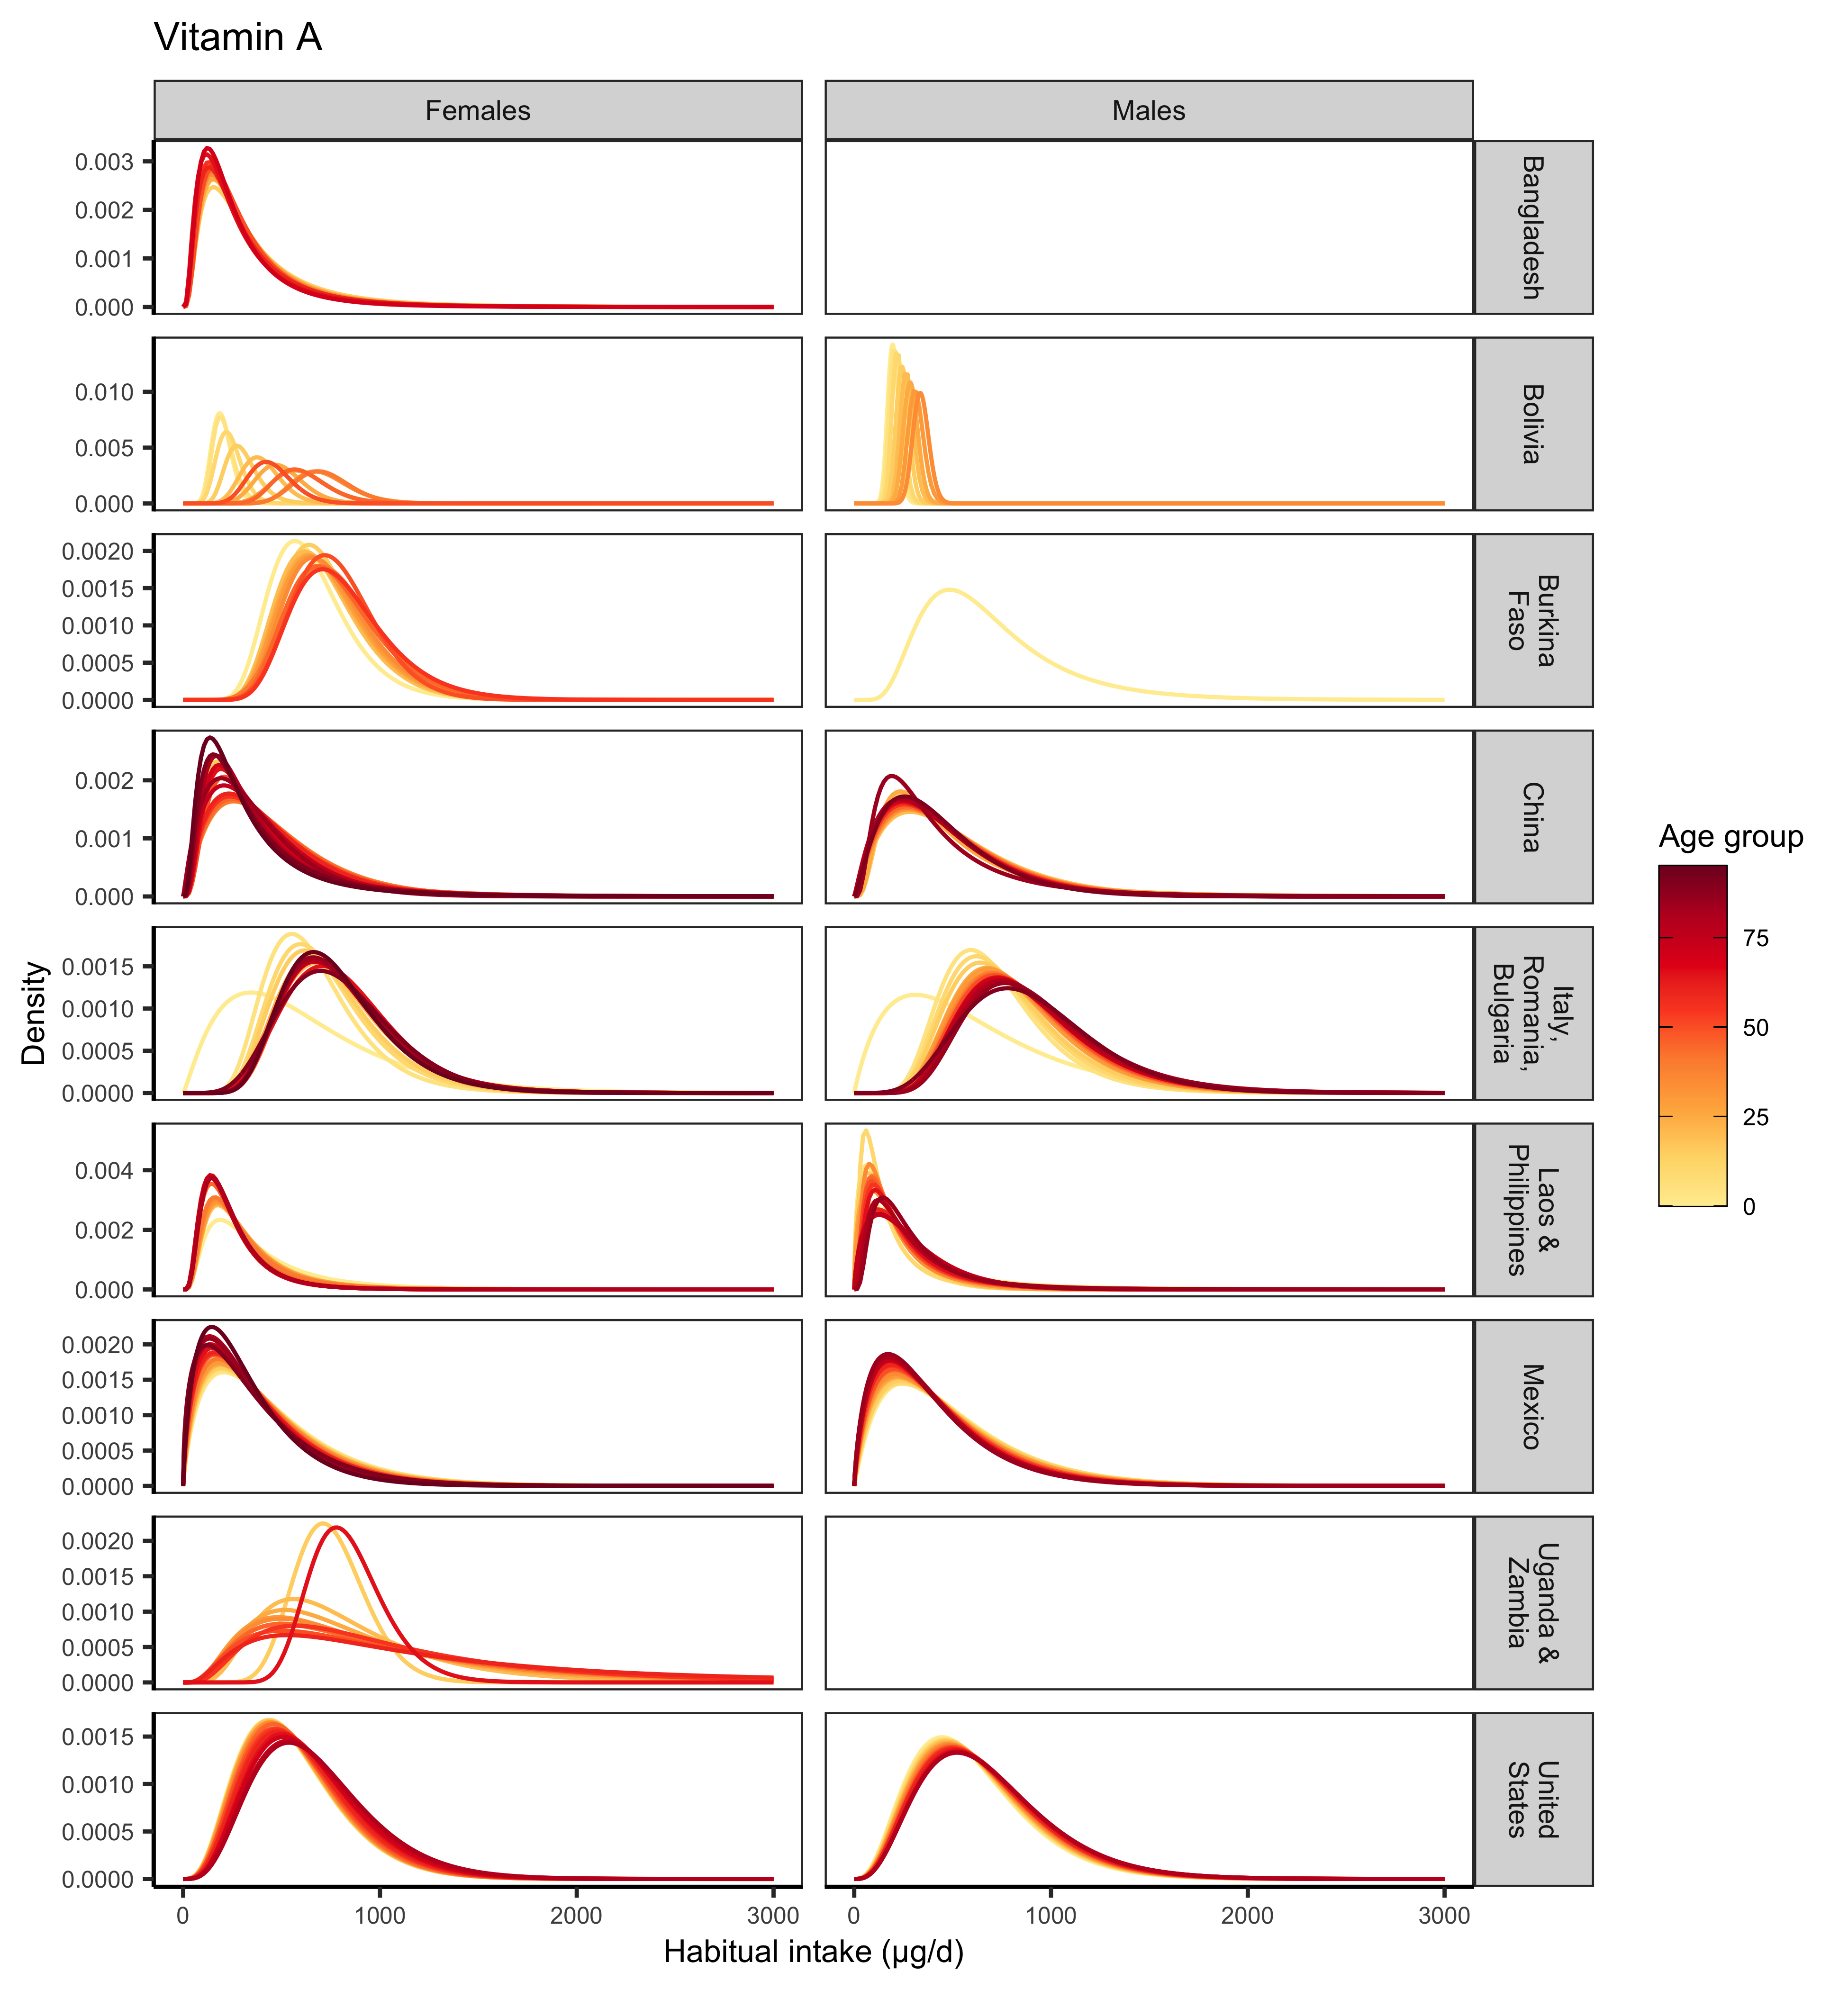 Vitamin A
Females
Males
0.003
0.002
0.001
0.000
Bangladesh
0.010
0.005
0.000
Bolivia
0.0020
0.0015
0.0010
0.0005
0.0000
Burkina
Faso
0.002
0.001
0.000
China
0.0015
0.0010
0.0005
0.0000
Italy,
Romania,
Bulgaria
0.004
0.002
0.000
Laos &
Philippines
0.0020
0.0015
0.0010
0.0005
0.0000
Mexico
0.0020
0.0015
0.0010
0.0005
0.0000
Uganda &
Zambia
0.0015
0.0010
0.0005
0.0000
United
States
0 1000 2000 3000
0 1000 2000 3000
Habitual intake (µg/d)
Density
Age group
75
50
25
0